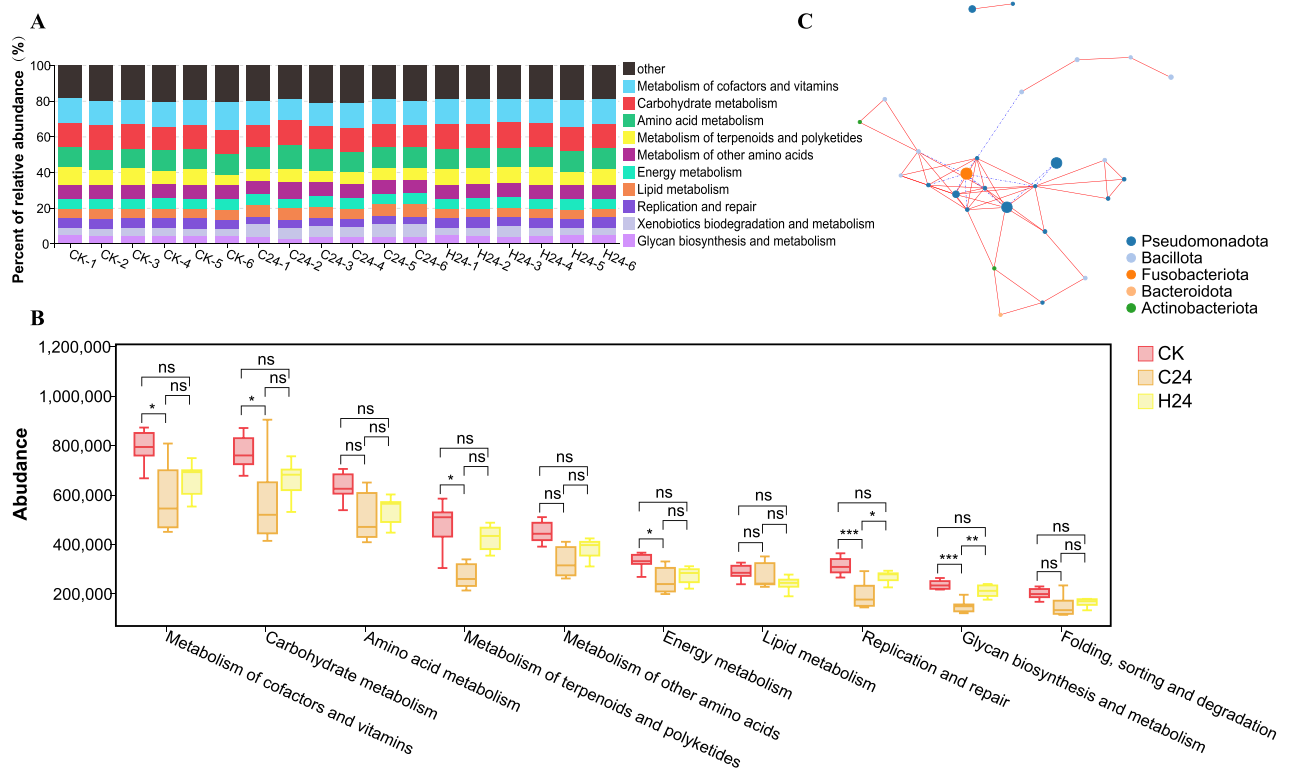 A
Percent of relative abundance (%)
100
80
60
40
20
0
CK-1
CK-2
CK-3
CK-4
CK-5
CK-6
C24-1
C24-2
C24-3
C24-4
C24-5
C24-6
H24-1
H24-2
H24-3
H24-4
H24-5
H24-6
other
Metabolism of cofactors and vitamins
Carbohydrate metabolism
Amino acid metabolism
Metabolism of terpenoids and polyketides
Metabolism of other amino acids
Energy metabolism
Lipid metabolism
Replication and repair
Xenobiotics biodegradation and metabolism
Glycan biosynthesis and metabolism
C
Pseudomonadota
Bacillota
Fusobacteriota
Bacteroidota
Actinobacteriota
B
Abudance
1,200,000
1,000,000
800,000
600,000
400,000
200,000
ns
ns
*
ns
ns
*
ns
ns
ns
ns
ns
*
ns
ns
ns
ns
ns
*
ns
ns
ns
ns
*
***
ns
**
***
ns
ns
ns
Metabolism of cofactors and vitamins
Carbohydrate metabolism
Amino acid metabolism
Metabolism of terpenoids and polyketides
Metabolism of other amino acids
Energy metabolism
Lipid metabolism
Replication and repair
Glycan biosynthesis and metabolism
Folding, sorting and degradation
CK
C24
H24